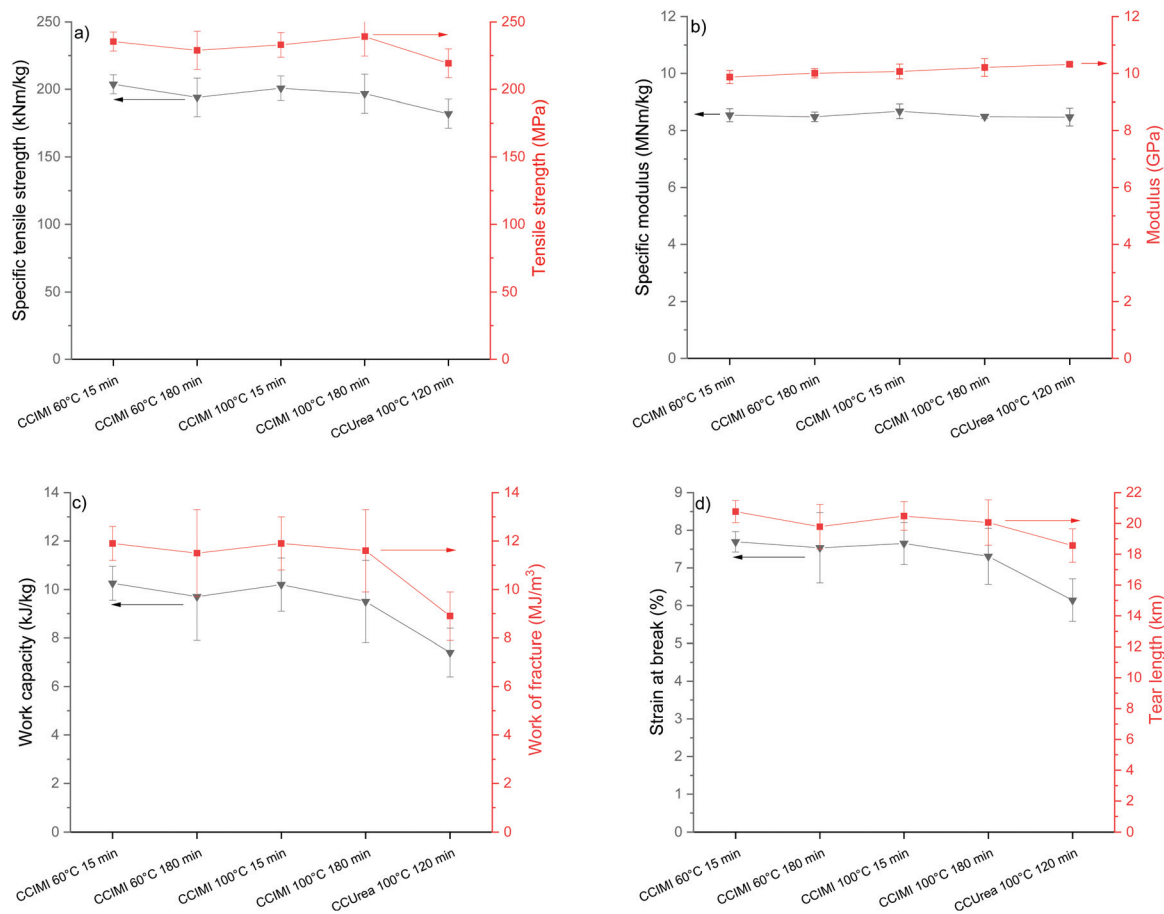 a)
Specific tensile strength (kNm/kg)
250
200
150
100
50
0
250
200
150
100
50
0
Tensile strength (MPa)
CCIMI 60°C 15 min
CCIMI 60°C 180 min
CCIMI 100°C 15 min
CCIMI 100°C 180 min
CCUrea 100°C 120 min
b)
Specific modulus (MNm/kg)
12
10
8
6
4
2
0
12
10
8
6
4
2
0
Modulus (GPa)
CCIMI 60°C 15 min
CCIMI 60°C 180 min
CCIMI 100°C 15 min
CCIMI 100°C 180 min
CCUrea 100°C 120 min
c)
Work capacity (kJ/kg)
14
12
10
8
6
4
2
0
14
12
10
8
6
4
2
0
Work of fracture (MJ/m³)
CCIMI 60°C 15 min
CCIMI 60°C 180 min
CCIMI 100°C 15 min
CCIMI 100°C 180 min
CCUrea 100°C 120 min
d)
Strain at break (%)
9
8
7
6
5
4
3
2
1
0
22
20
18
16
14
12
10
8
6
4
2
0
Tear length (km)
CCIMI 60°C 15 min
CCIMI 60°C 180 min
CCIMI 100°C 15 min
CCIMI 100°C 180 min
CCUrea 100°C 120 min